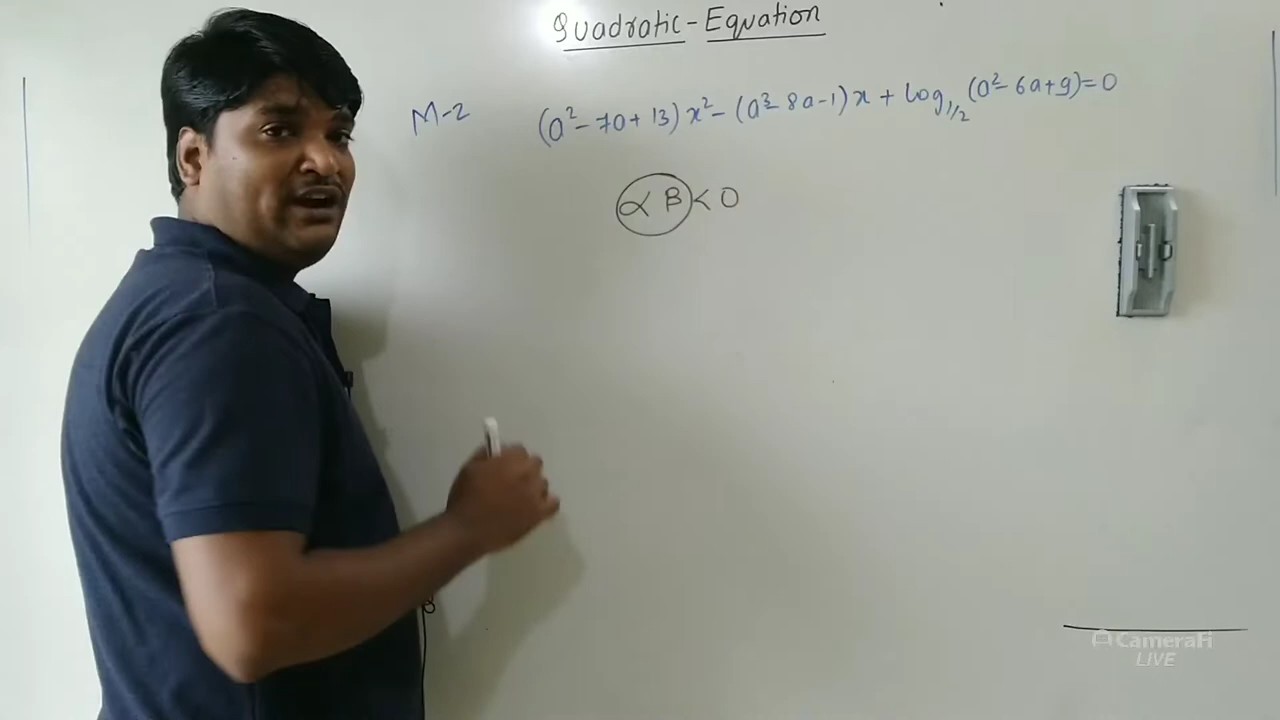 Quadratic-Equation
M-2 (a²-7a+13)x²-(a³-8a-1)x + log₁/₂(a²-6a+9)=0
αβ<0
CameraFi
LIVE